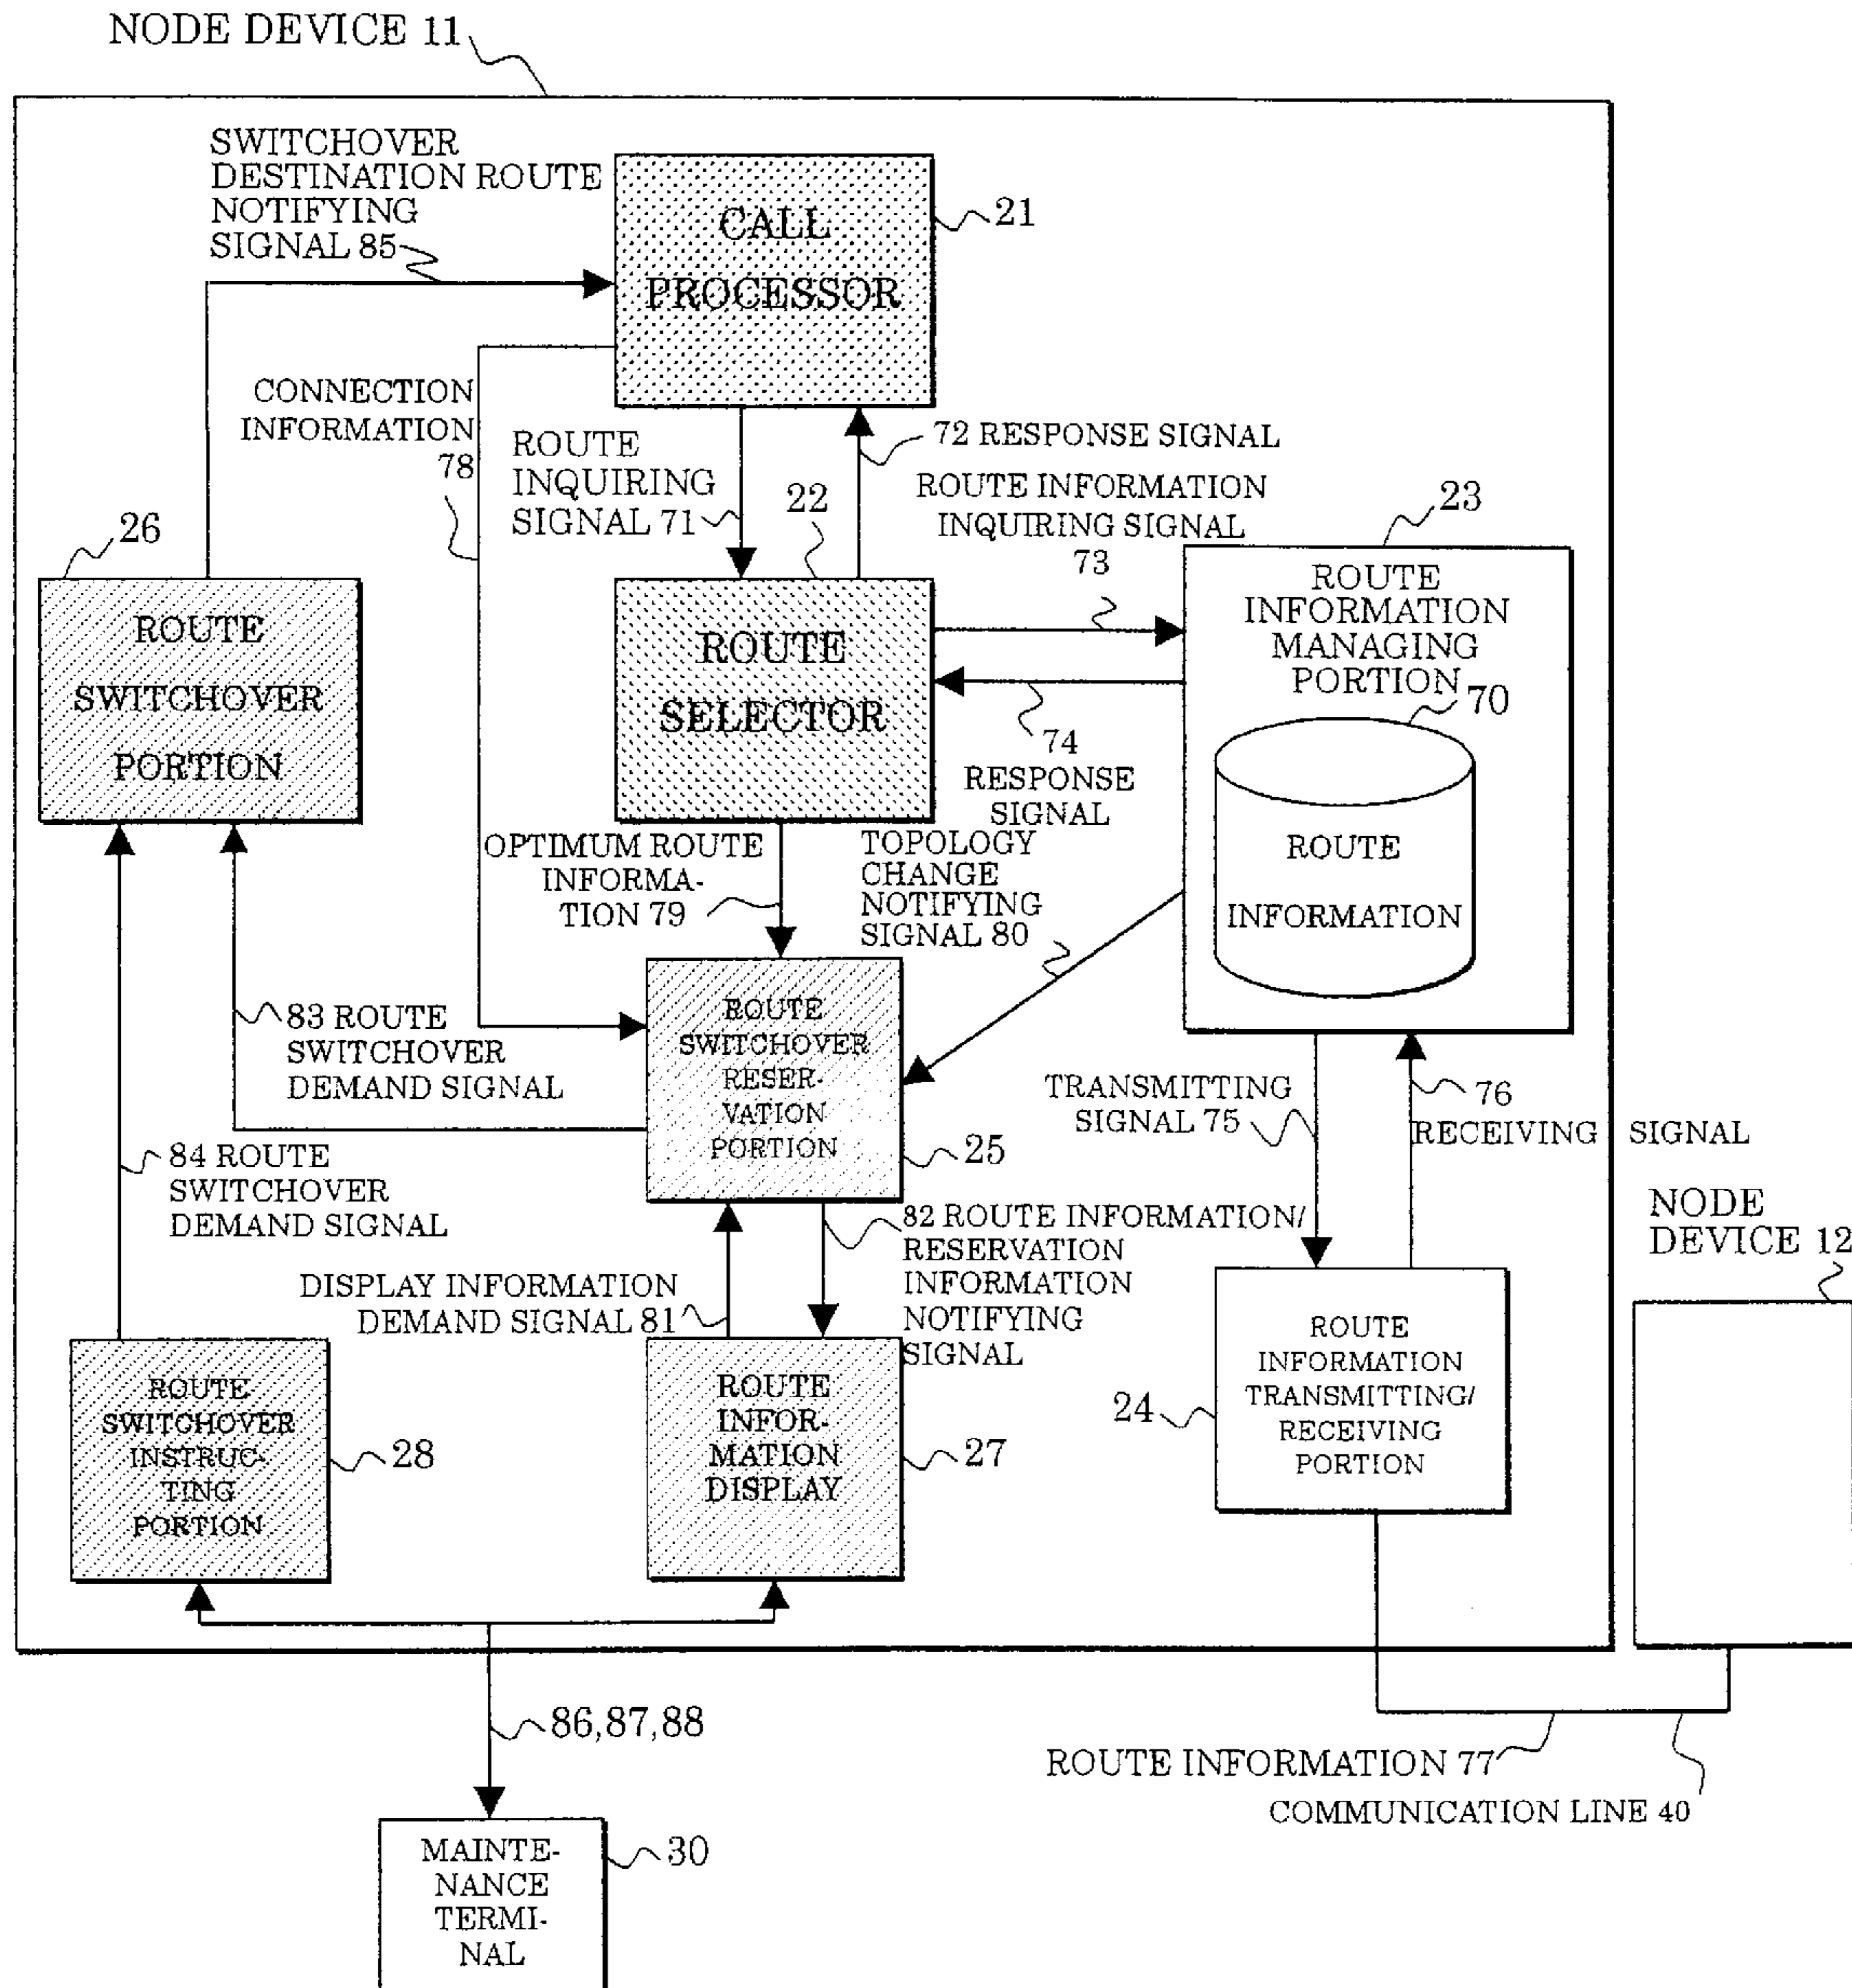 NODE DEVICE 11
SWITCHOVER
DESTINATION ROUTE
NOTIFYING
SIGNAL 85
CALL
PROCESSOR
21
CONNECTION
INFORMATION
78
ROUTE
INQUIRING
SIGNAL 71
72 RESPONSE SIGNAL
22
ROUTE INFORMATION
INQUIRING SIGNAL
73
23
26
ROUTE
SWITCHOVER
PORTION
ROUTE
SELECTOR
ROUTE
INFORMATION
MANAGING
PORTION
70
ROUTE
INFORMATION
74
RESPONSE
SIGNAL
OPTIMUM ROUTE
INFORMA-
TION 79
TOPOLOGY
CHANGE
NOTIFYING
SIGNAL 80
83 ROUTE
SWITCHOVER
DEMAND SIGNAL
ROUTE
SWITCHOVER
RESER-
VATION
PORTION
25
TRANSMITTING
SIGNAL 75
76
RECEIVING SIGNAL
84 ROUTE
SWITCHOVER
DEMAND SIGNAL
82 ROUTE INFORMATION/
RESERVATION
INFORMATION
NOTIFYING
SIGNAL
DISPLAY INFORMATION
DEMAND SIGNAL 81
NODE
DEVICE 12
ROUTE
SWITCHOVER
INSTRUC-
TING
PORTION
28
ROUTE
INFOR-
MATION
DISPLAY
27
24
ROUTE
INFORMATION
TRANSMITTING/
RECEIVING
PORTION
86,87,88
ROUTE INFORMATION 77
COMMUNICATION LINE 40
MAINTE-
NANCE
TERMI-
NAL
30